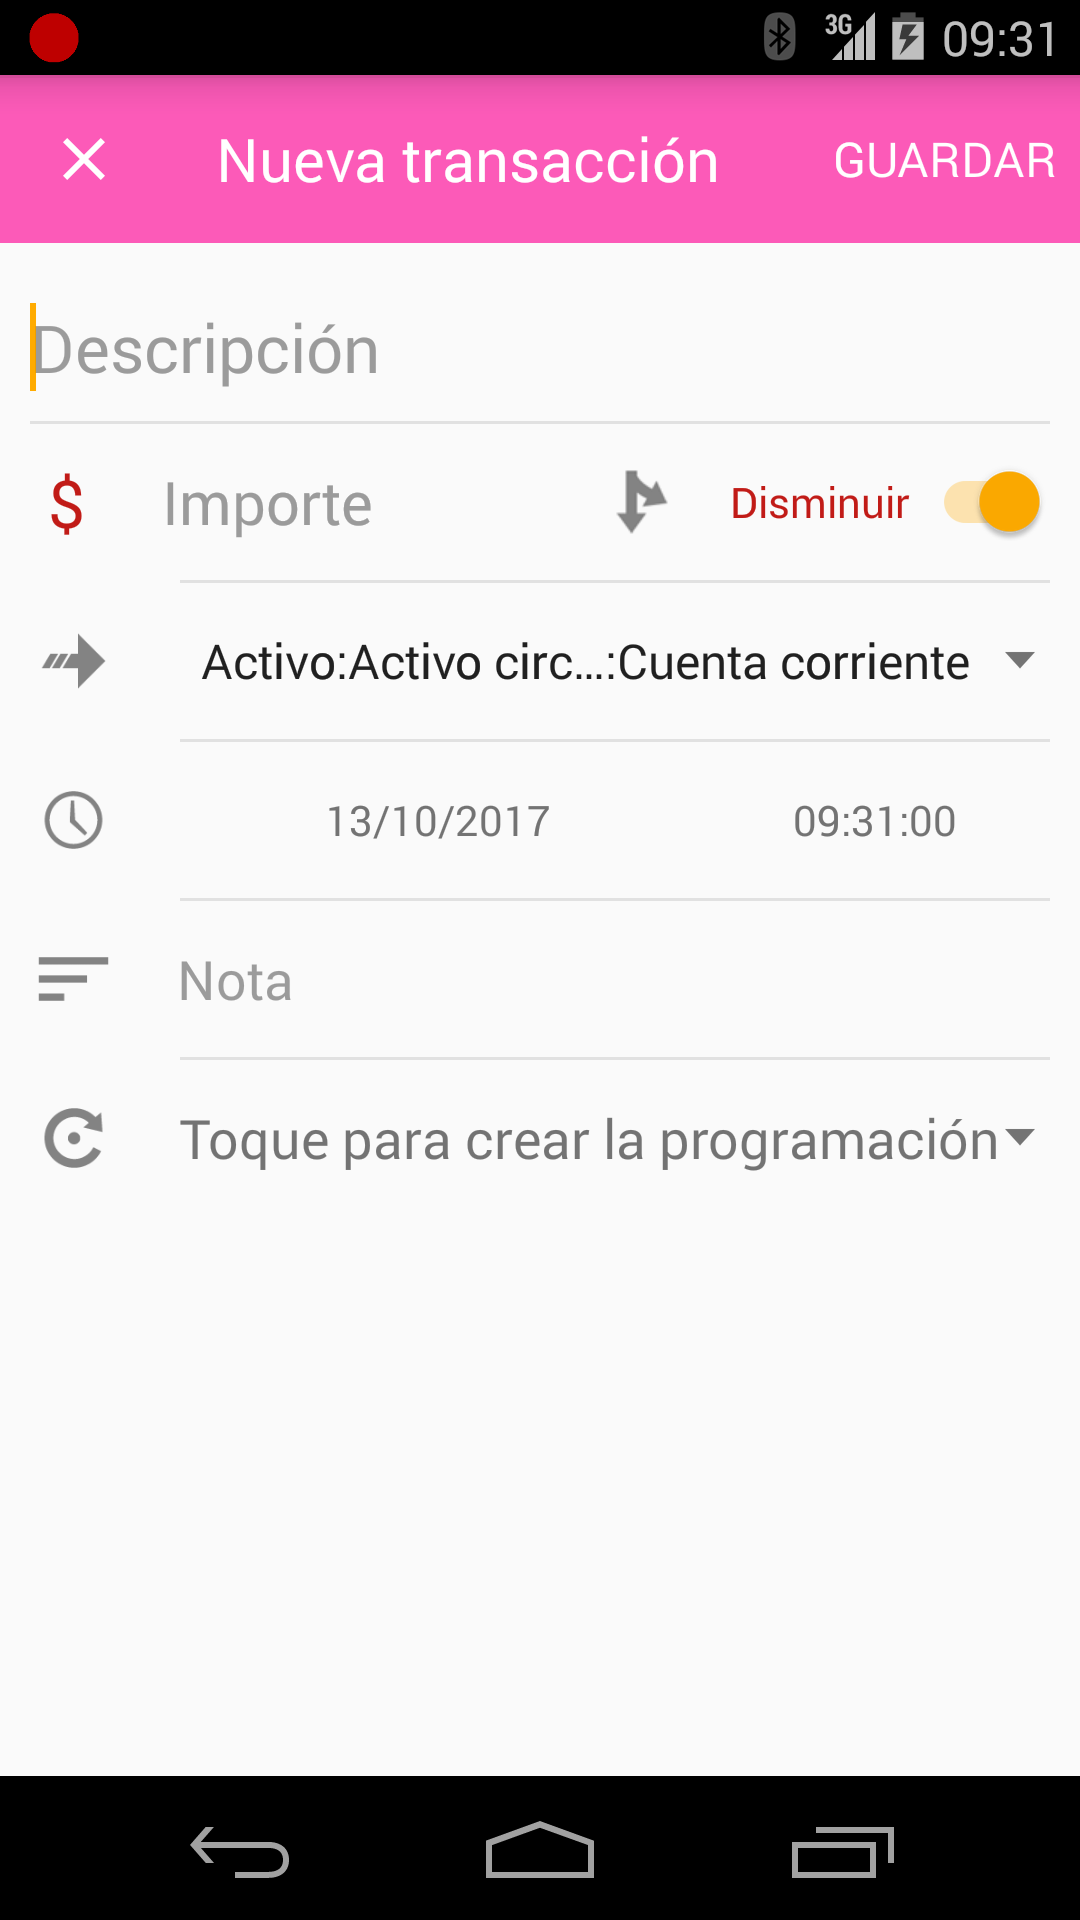 3G 09:31
Nueva transacción GUARDAR
Descripción
$ Importe Disminuir
Activo:Activo circ...:Cuenta corriente
13/10/2017 09:31:00
Nota
Toque para crear la programación